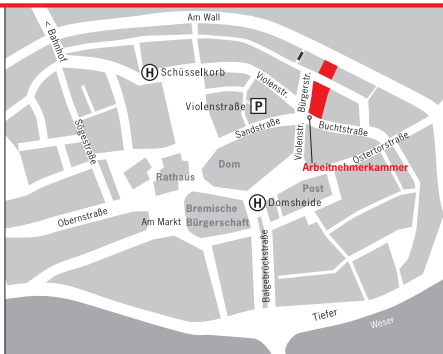 Am Wall
< Bahnhof
H Schüsselkorb
Violenstr.
Bürgerstr.
Violenstraße P
Sögestraße
Sandstraße
Buchtstraße
Violenstr.
Ostertorstraße
Dom
Arbeitnehmerkammer
Rathaus
Post
H Domsheide
Obernstraße
Am Markt
Bremische
Bürgerschaft
Balgebrückstraße
Tiefer
Weser